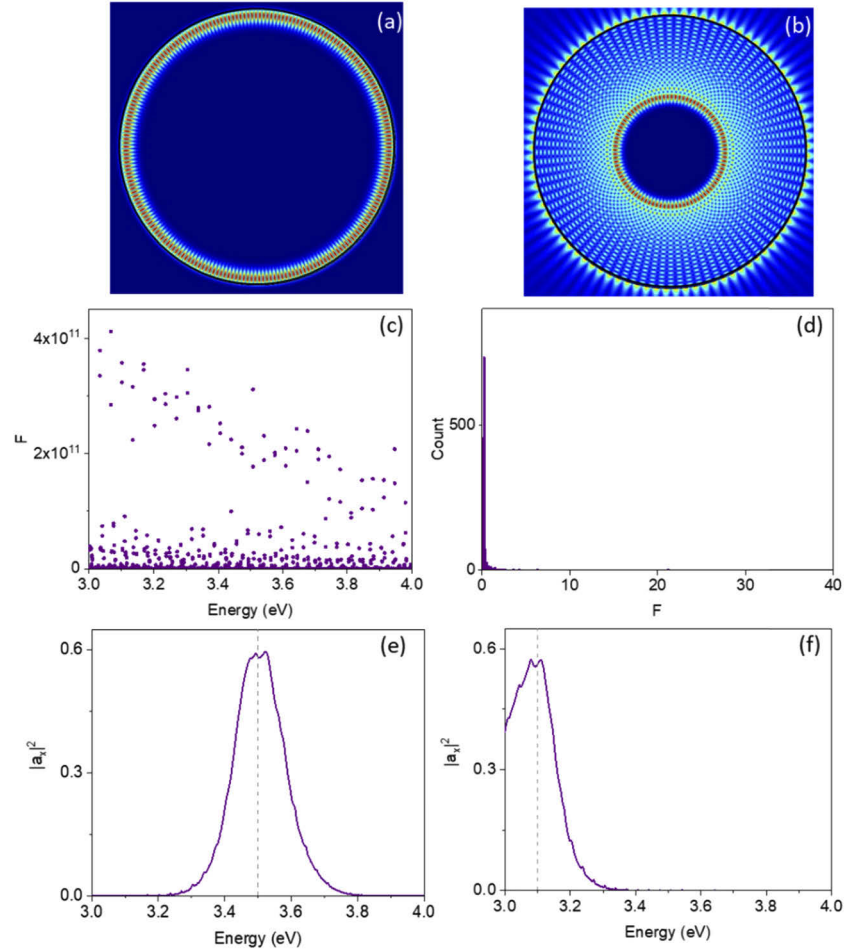 (a)
(b)
(c)
4x10¹¹
2x10¹¹
0
F
3.0 3.2 3.4 3.6 3.8 4.0
Energy (eV)
(d)
500
0
Count
0 10 20 30 40
F
(e)
0.6
0.3
0.0
|aₓ|²
3.0 3.2 3.4 3.6 3.8 4.0
Energy (eV)
(f)
0.6
0.3
0.0
|aₓ|²
3.0 3.2 3.4 3.6 3.8 4.0
Energy (eV)